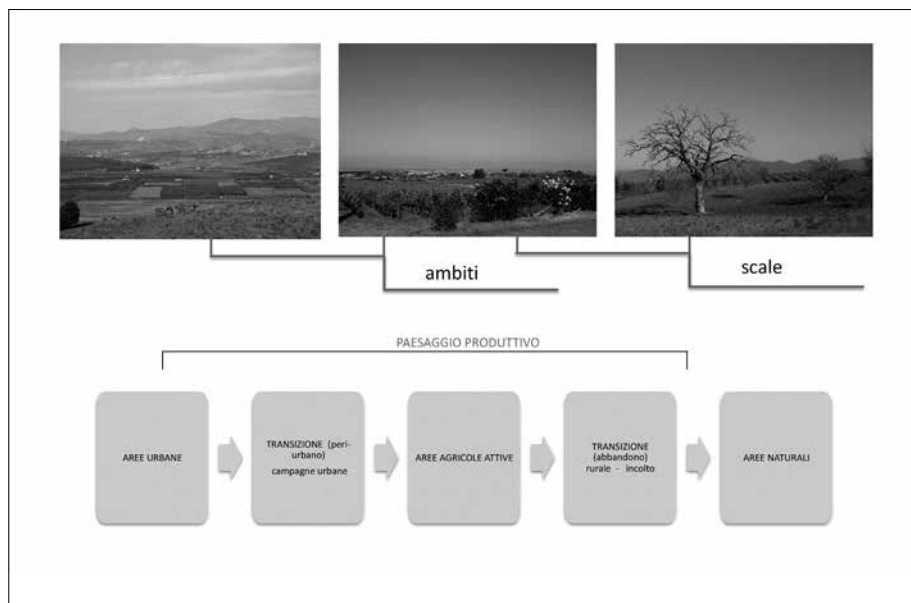 ambiti
scale
PAESAGGIO PRODUTTIVO
AREE URBANE
TRANSIZIONE (peri-
urbano)
campagne urbane
AREE AGRICOLE ATTIVE
TRANSIZIONE
(abbandono)
rurale - incolto
AREE NATURALI